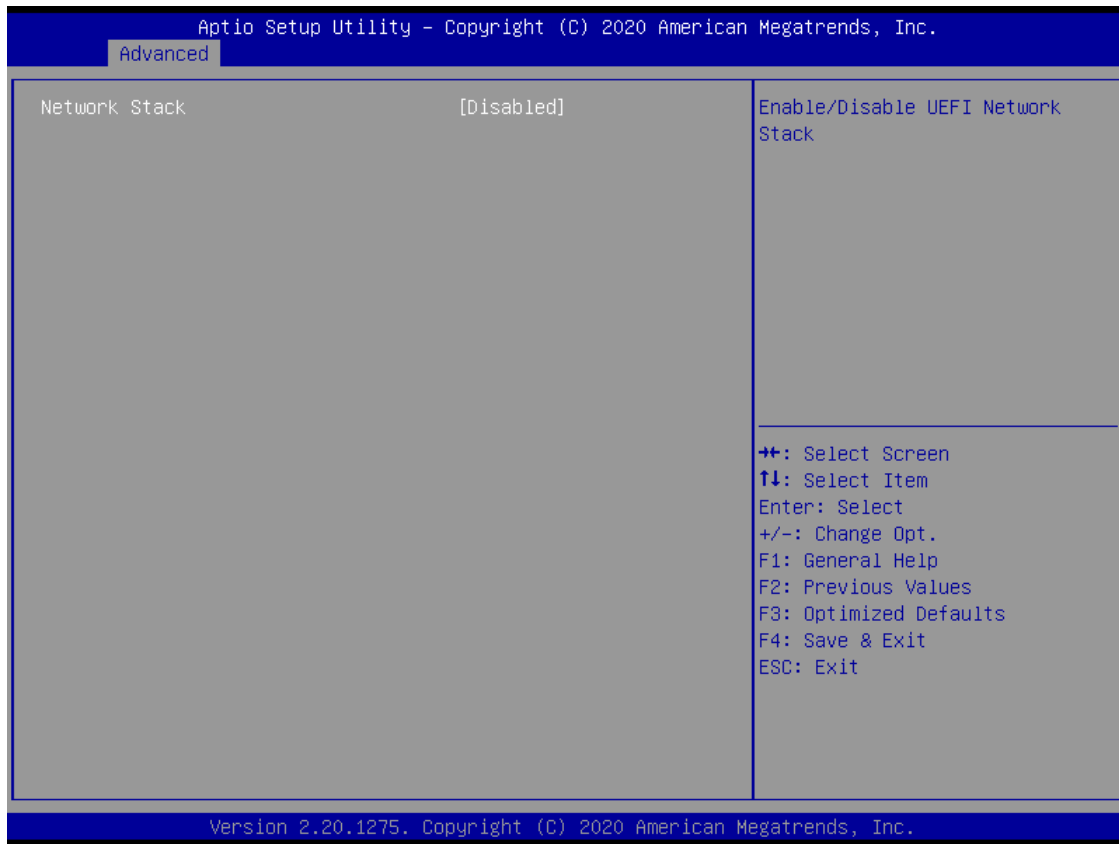 Aptio Setup Utility – Copyright (C) 2020 American Megatrends, Inc.
Advanced
Network Stack [Disabled]
Enable/Disable UEFI Network
Stack
→←: Select Screen
↑↓: Select Item
Enter: Select
+/-: Change Opt.
F1: General Help
F2: Previous Values
F3: Optimized Defaults
F4: Save & Exit
ESC: Exit
Version 2.20.1275. Copyright (C) 2020 American Megatrends, Inc.